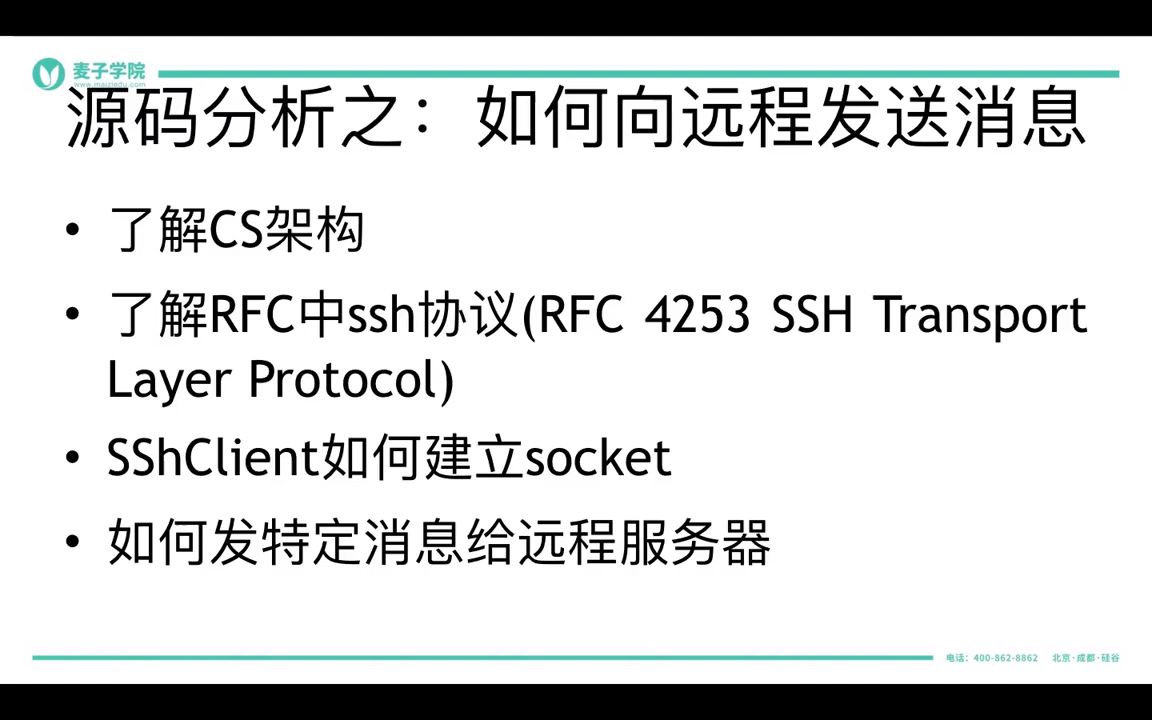 麦子学院
www.maiziedu.com
源码分析之：如何向远程发送消息
• 了解CS架构
• 了解RFC中ssh协议(RFC 4253 SSH Transport
Layer Protocol)
• SShClient如何建立socket
• 如何发特定消息给远程服务器
电话：400-862-8862 北京·成都·硅谷